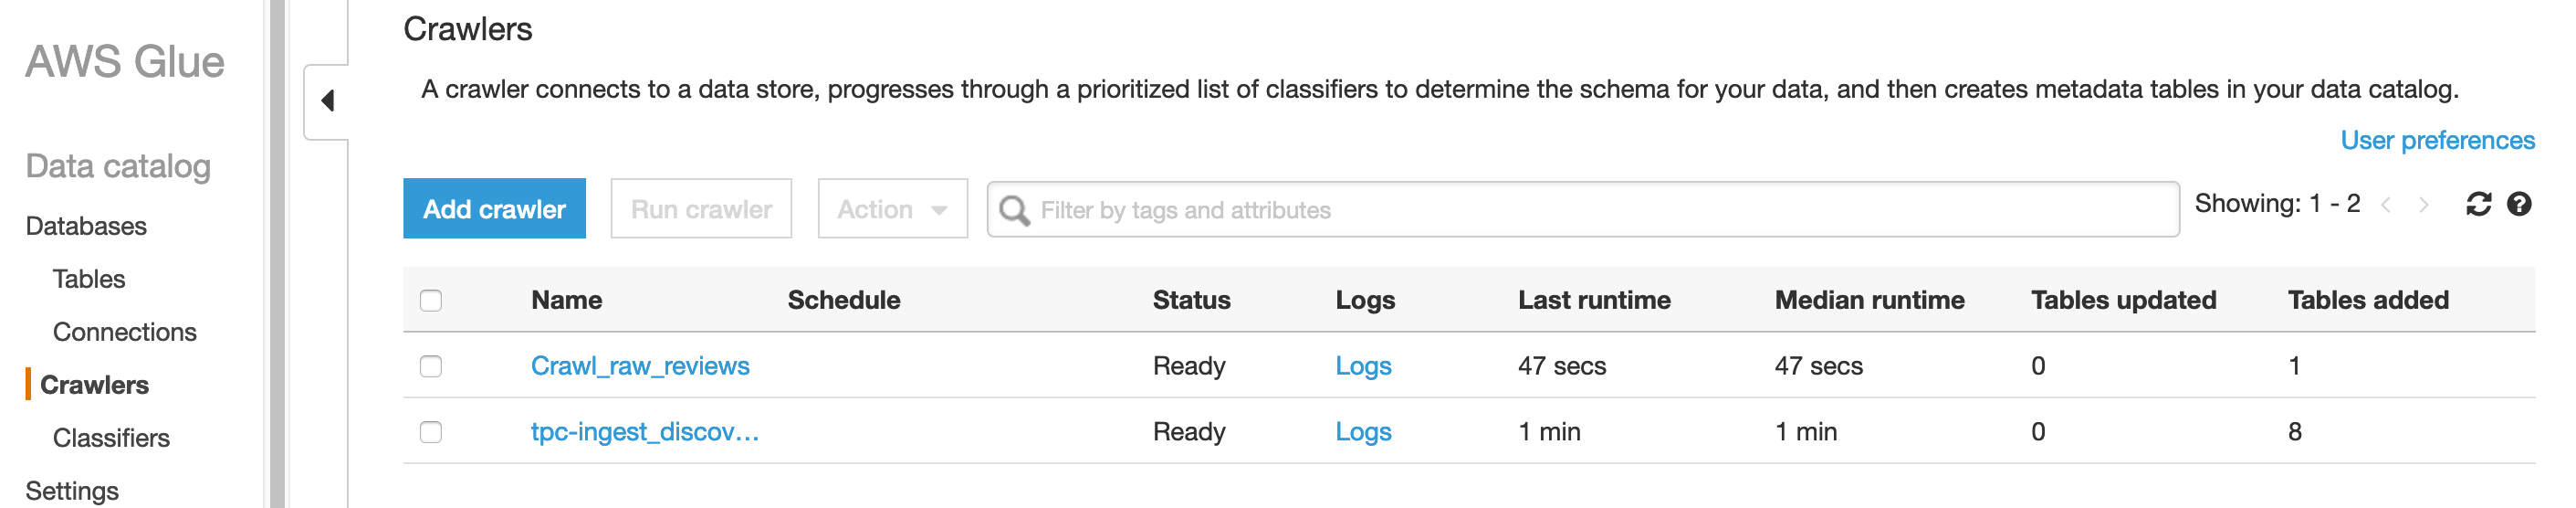 AWS Glue
Data catalog
Databases
Tables
Connections
Crawlers
Classifiers
Settings
Crawlers
A crawler connects to a data store, progresses through a prioritized list of classifiers to determine the schema for your data, and then creates metadata tables in your data catalog.
User preferences
Add crawler Run crawler Action Filter by tags and attributes Showing: 1 - 2
Name Schedule Status Logs Last runtime Median runtime Tables updated Tables added
Crawl_raw_reviews Ready Logs 47 secs 47 secs 0 1
tpc-ingest_discov... Ready Logs 1 min 1 min 0 8